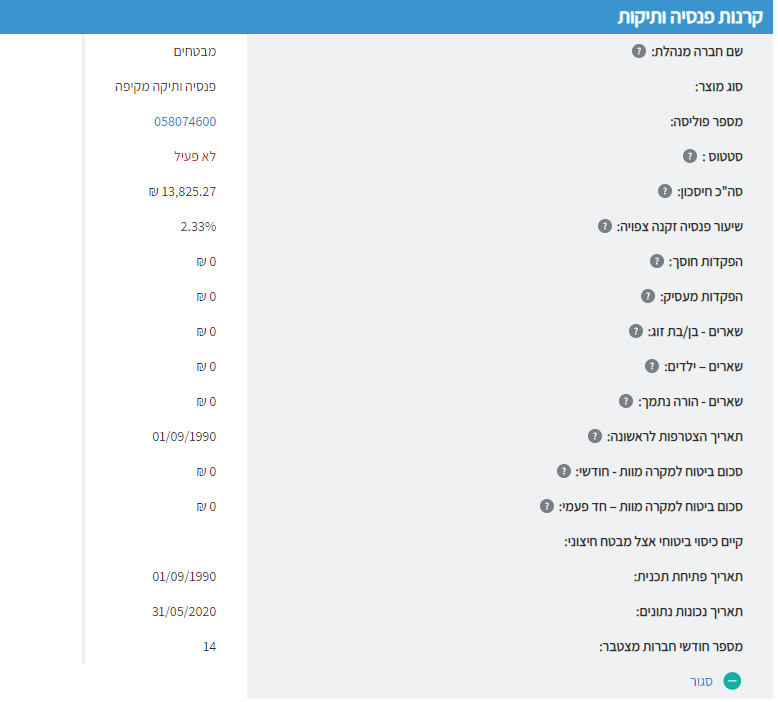 קרנות פנסיה ותיקות
שם חברה מנהלת: ? מבטחים
סוג מוצר: פנסיה ותיקה מקיפה
מספר פוליסה: 058074600
סטטוס : ? לא פעיל
סה"כ חיסכון: ? 13,825.27 ₪
שיעור פנסיה זקנה צפויה: ? 2.33%
הפקדות חוסך: ? 0 ₪
הפקדות מעסיק: ? 0 ₪
שארים - בן/בת זוג: ? 0 ₪
שארים – ילדים: ? 0 ₪
שארים - הורה נתמך: ? 0 ₪
תאריך הצטרפות לראשונה: ? 01/09/1990
סכום ביטוח למקרה מוות - חודשי: ? 0 ₪
סכום ביטוח למקרה מוות – חד פעמי: ? 0 ₪
קיים כיסוי ביטוחי אצל מבטח חיצוני:
תאריך פתיחת תכנית: 01/09/1990
תאריך נכונות נתונים: 31/05/2020
מספר חודשי חברות מצטבר: 14
סגור